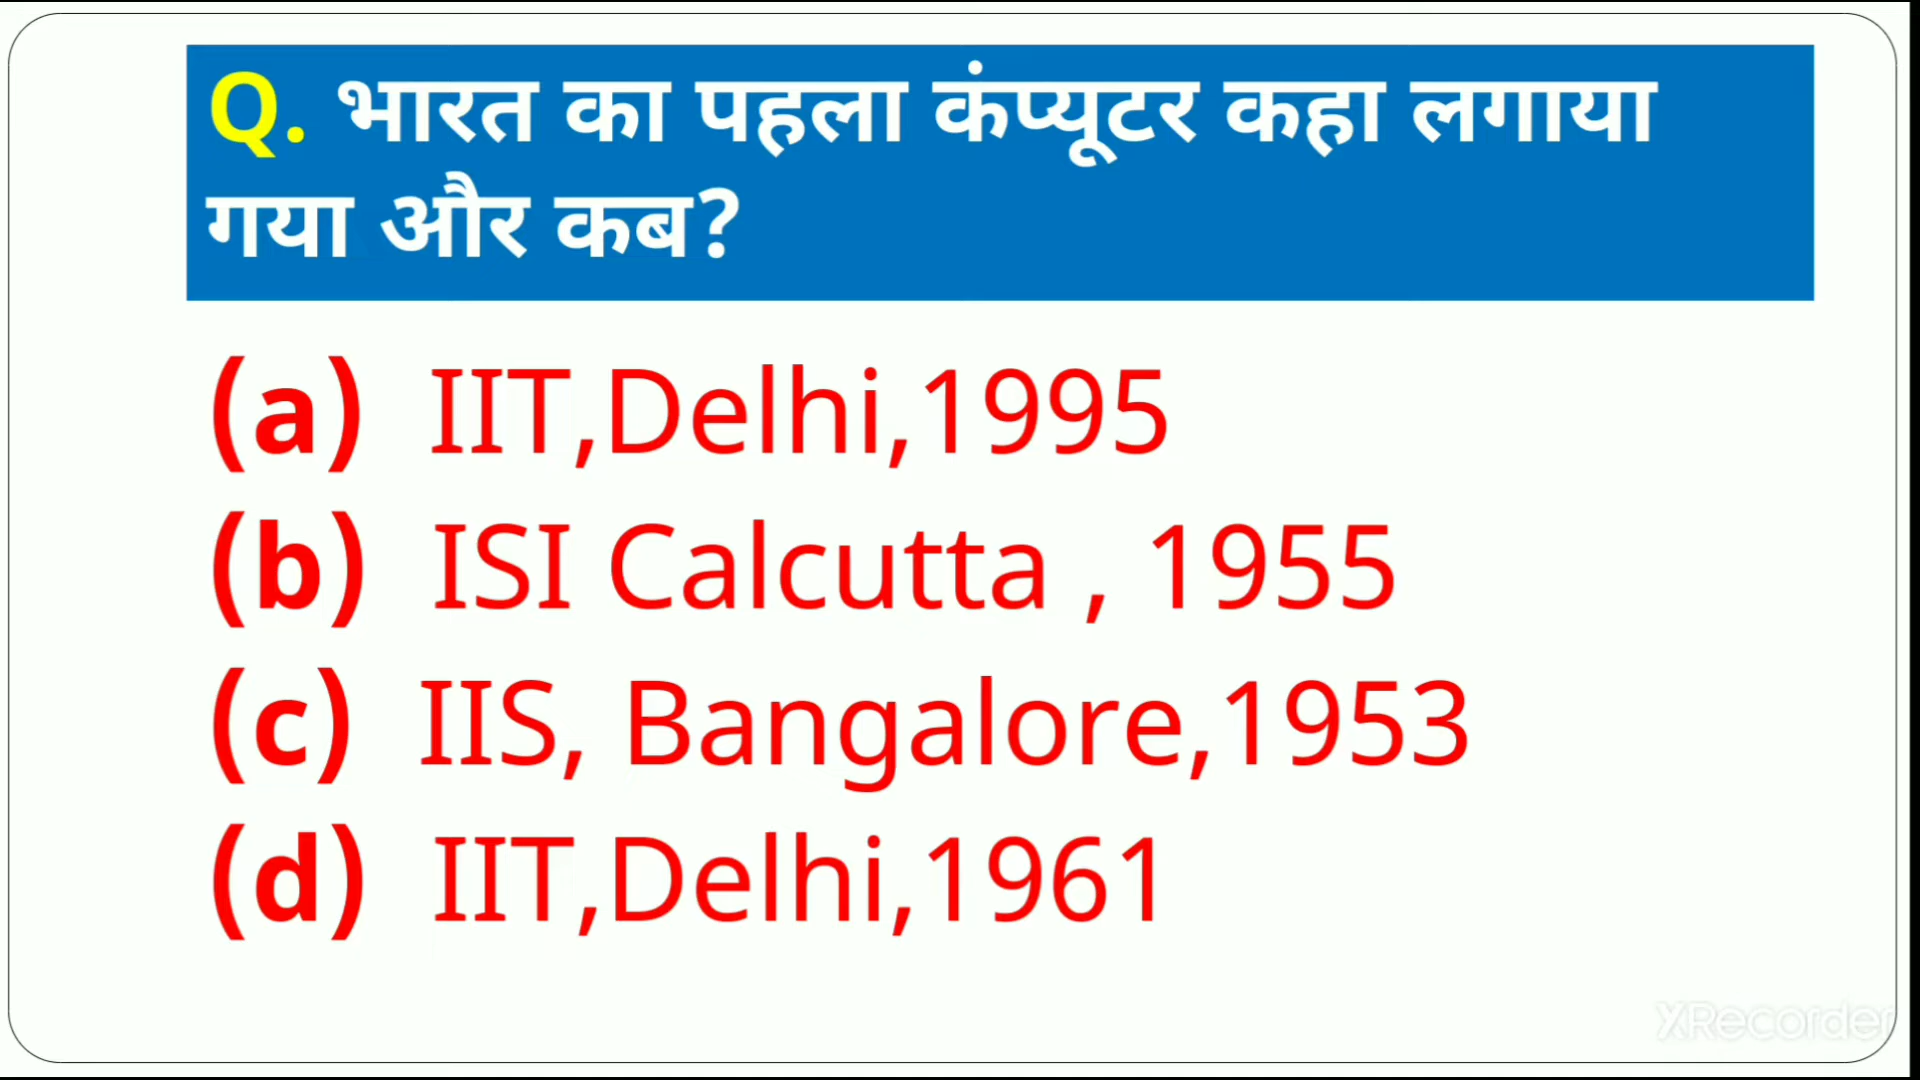 Q. भारत का पहला कंप्यूटर कहा लगाया
गया और कब?
(a) IIT,Delhi,1995
(b) ISI Calcutta , 1955
(c) IIS, Bangalore,1953
(d) IIT,Delhi,1961
XRecorder